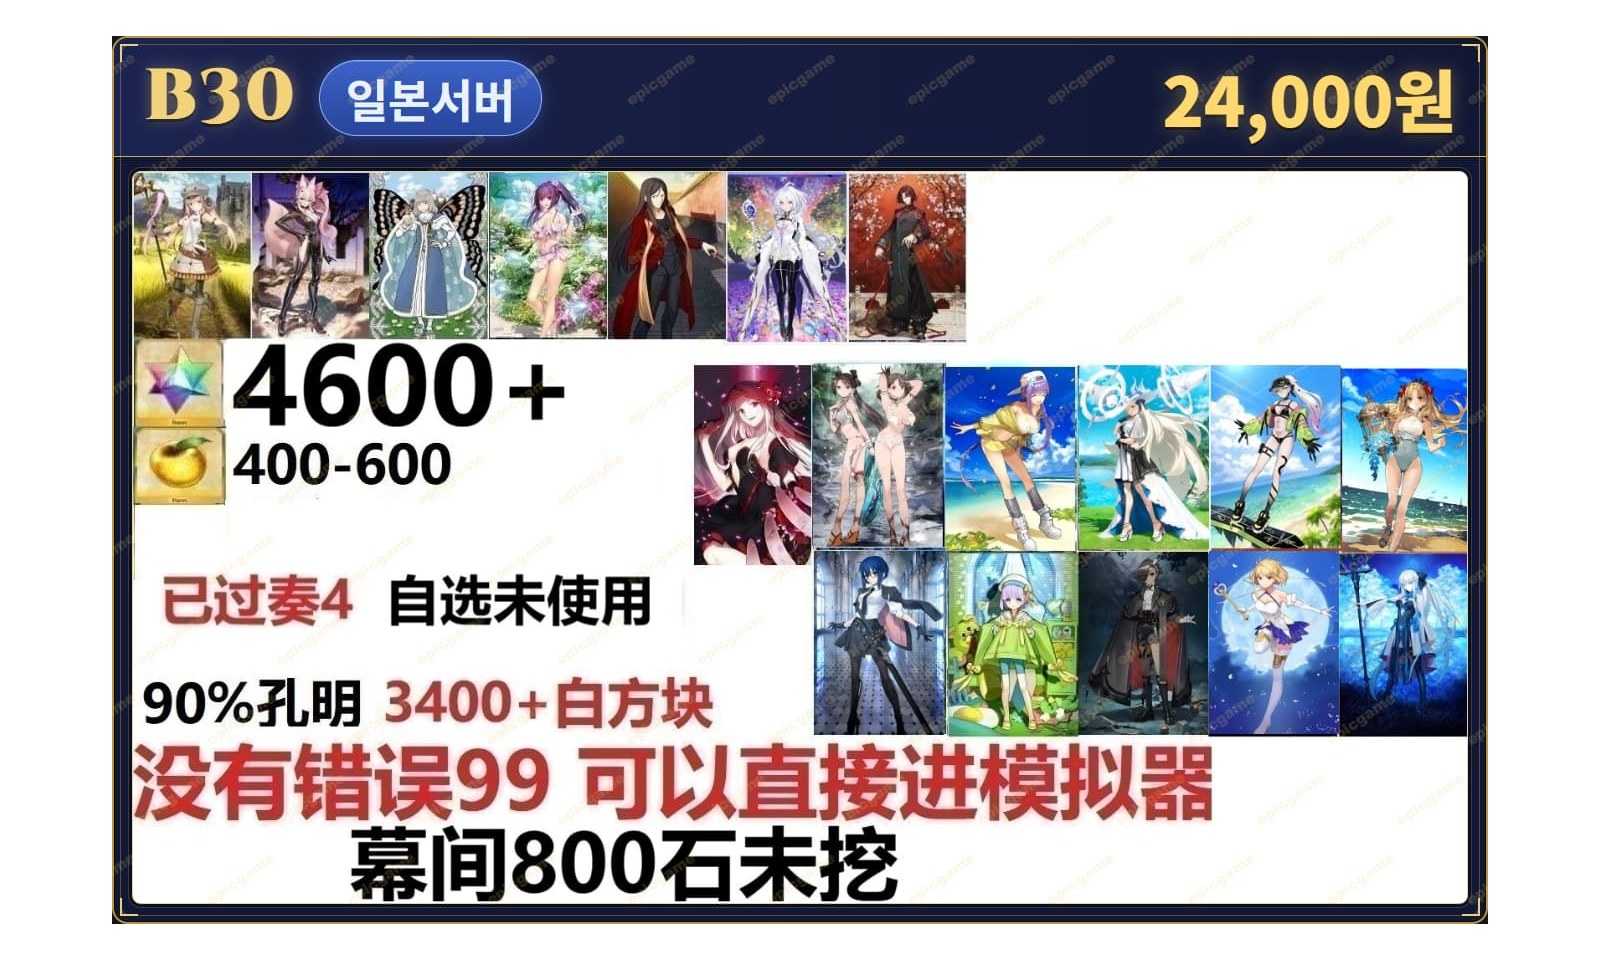 B30 일본서버 24,000원
4600+
400-600
已过奏4 自选未使用
90%孔明 3400+白方块
没有错误99 可以直接进模拟器
幕间800石未挖
epicgame